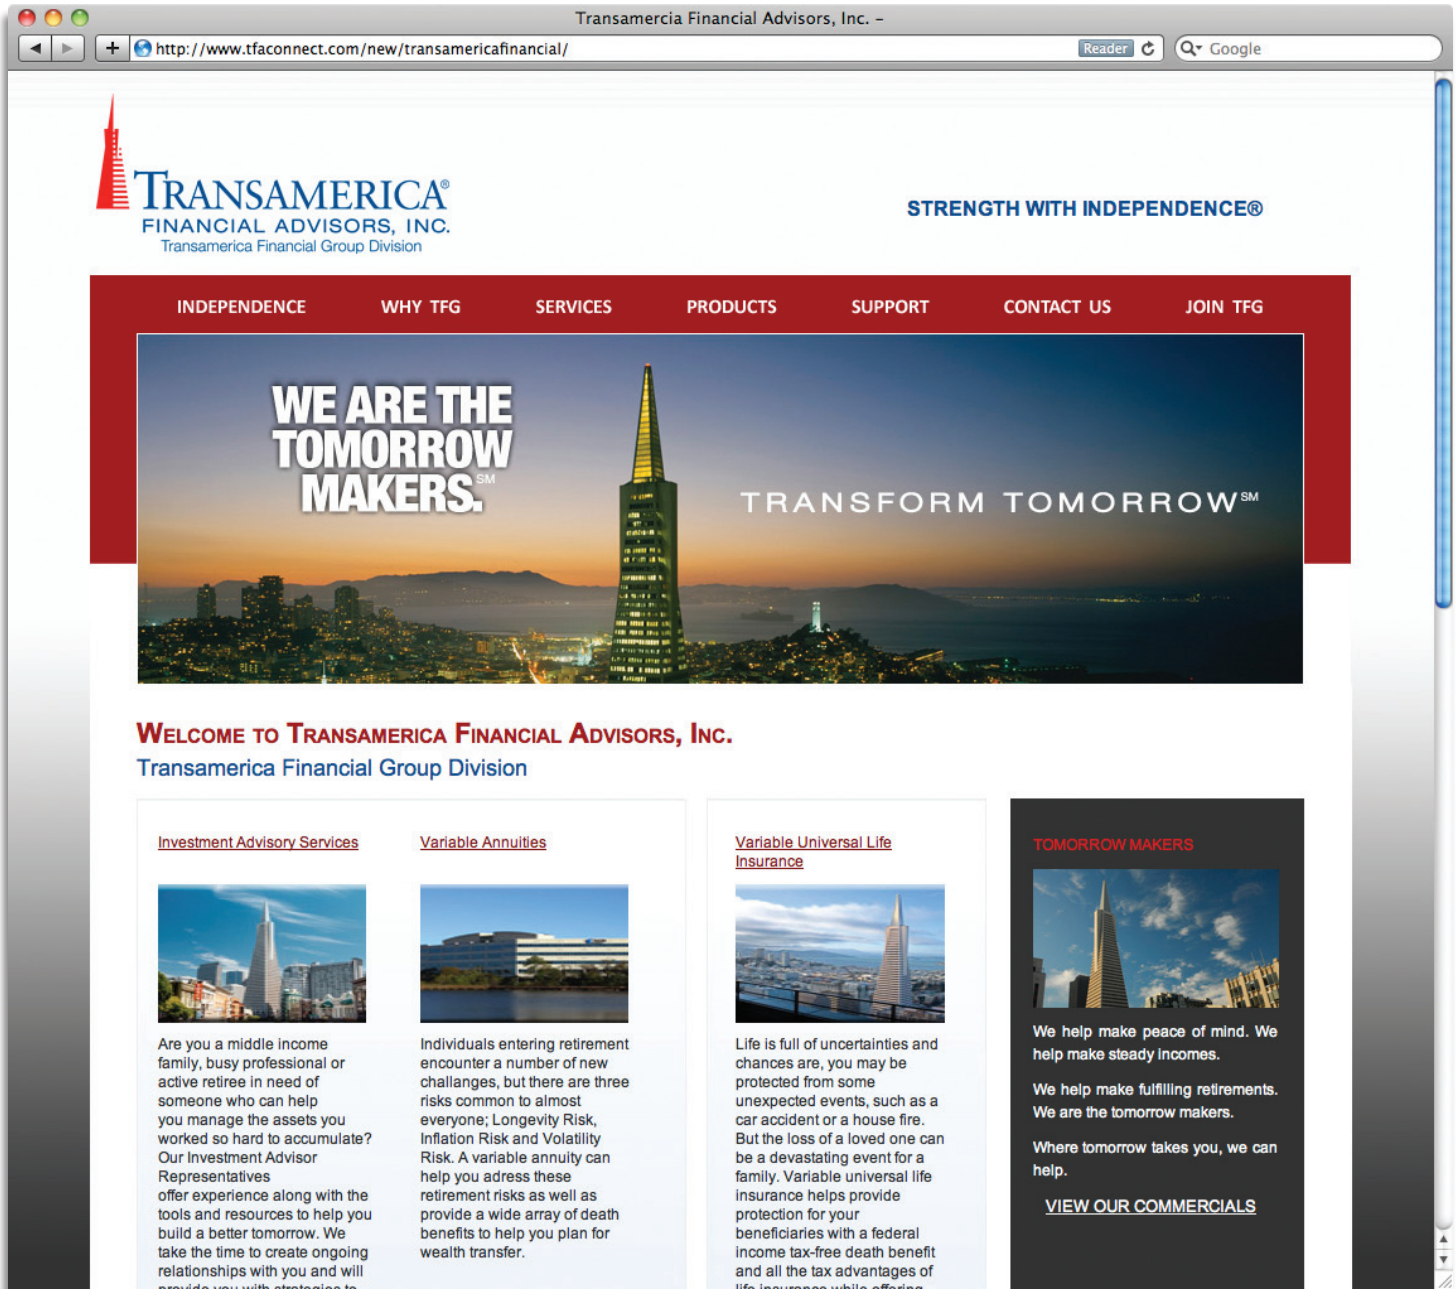 Transamercia Financial Advisors, Inc. –
http://www.tfaconnect.com/new/transamericafinancial/
Reader
Google
TRANSAMERICA®
FINANCIAL ADVISORS, INC.
Transamerica Financial Group Division
STRENGTH WITH INDEPENDENCE®
INDEPENDENCE WHY TFG SERVICES PRODUCTS SUPPORT CONTACT US JOIN TFG
WE ARE THE
TOMORROW
MAKERS.℠
TRANSFORM TOMORROW℠
WELCOME TO TRANSAMERICA FINANCIAL ADVISORS, INC.
Transamerica Financial Group Division
Investment Advisory Services
Are you a middle income
family, busy professional or
active retiree in need of
someone who can help
you manage the assets you
worked so hard to accumulate?
Our Investment Advisor
Representatives
offer experience along with the
tools and resources to help you
build a better tomorrow. We
take the time to create ongoing
relationships with you and will
provide you with strategies to
Variable Annuities
Individuals entering retirement
encounter a number of new
challanges, but there are three
risks common to almost
everyone; Longevity Risk,
Inflation Risk and Volatility
Risk. A variable annuity can
help you adress these
retirement risks as well as
provide a wide array of death
benefits to help you plan for
wealth transfer.
Variable Universal Life
Insurance
Life is full of uncertainties and
chances are, you may be
protected from some
unexpected events, such as a
car accident or a house fire.
But the loss of a loved one can
be a devastating event for a
family. Variable universal life
insurance helps provide
protection for your
beneficiaries with a federal
income tax-free death benefit
and all the tax advantages of
life insurance while offering
TOMORROW MAKERS
We help make peace of mind. We
help make steady incomes.
We help make fulfilling retirements.
We are the tomorrow makers.
Where tomorrow takes you, we can
help.
VIEW OUR COMMERCIALS